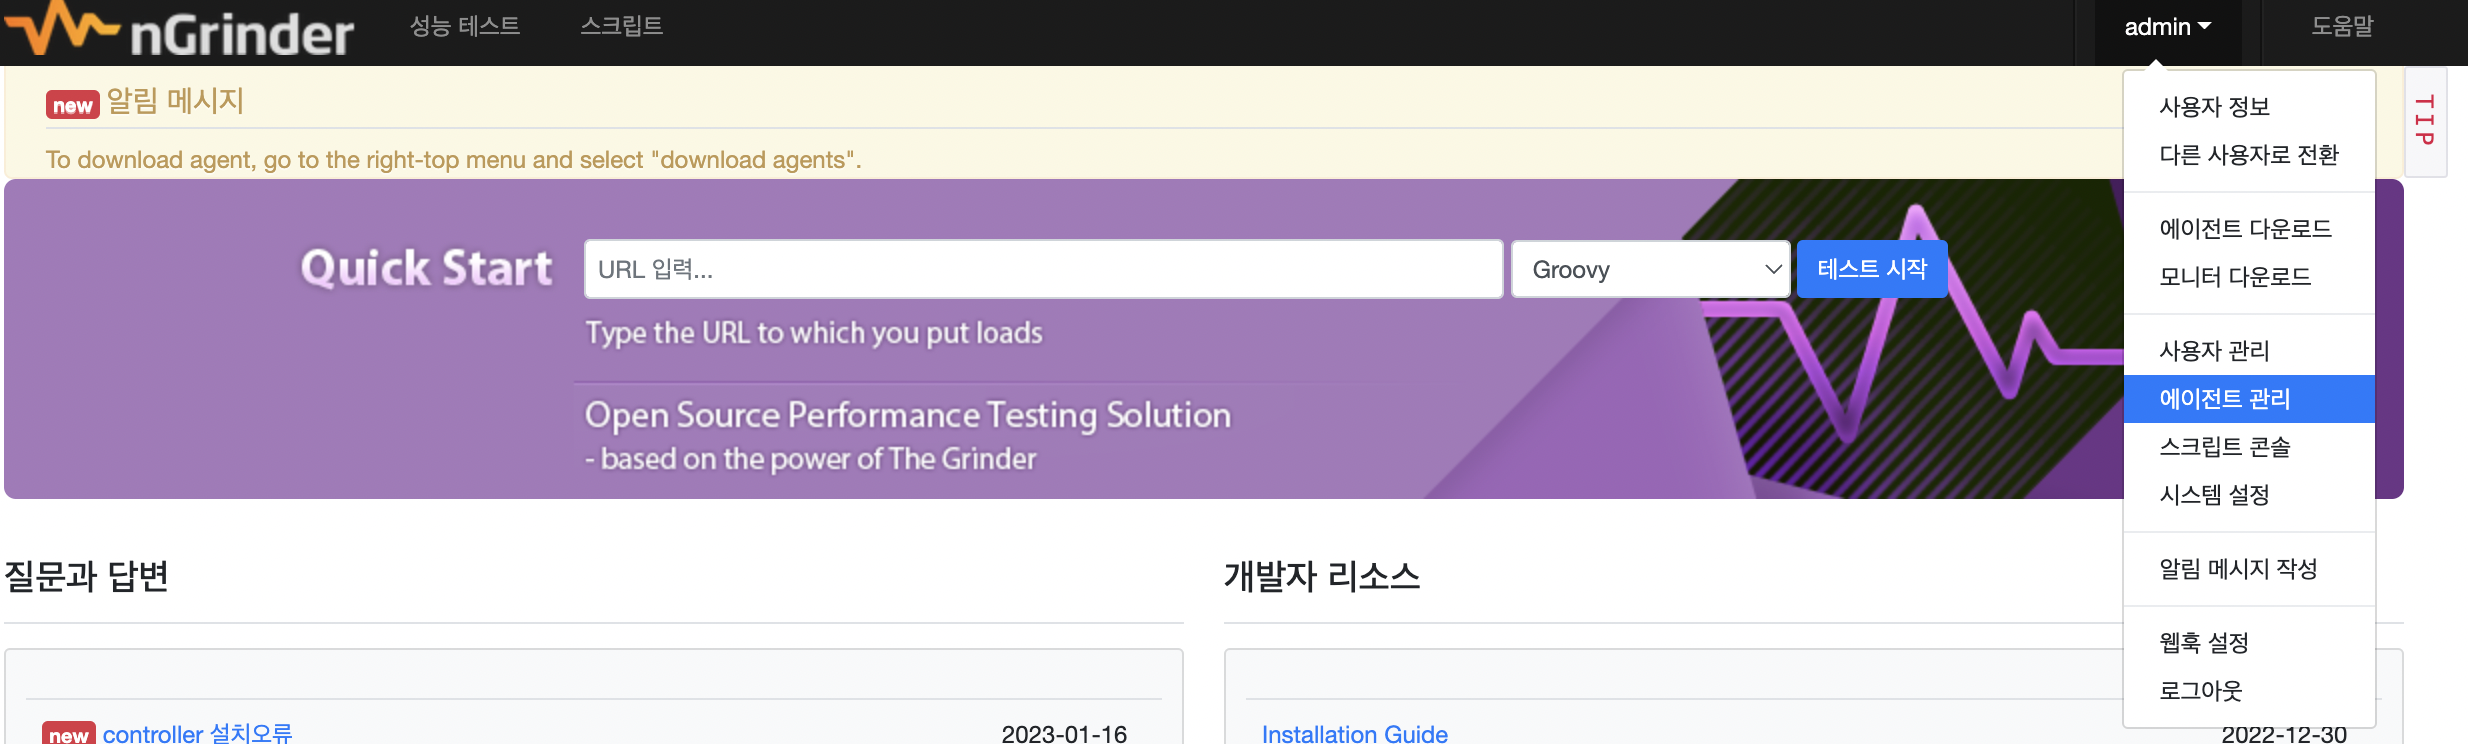 nGrinder
성능 테스트
스크립트
admin
도움말
new 알림 메시지
To download agent, go to the right-top menu and select "download agents".
TIP
사용자 정보
다른 사용자로 전환
에이전트 다운로드
모니터 다운로드
사용자 관리
에이전트 관리
스크립트 콘솔
시스템 설정
알림 메시지 작성
웹훅 설정
로그아웃
Quick Start
URL 입력...
Groovy
테스트 시작
Type the URL to which you put loads
Open Source Performance Testing Solution
- based on the power of The Grinder
질문과 답변
new controller 설치오류 2023-01-16
개발자 리소스
Installation Guide 2022-12-30